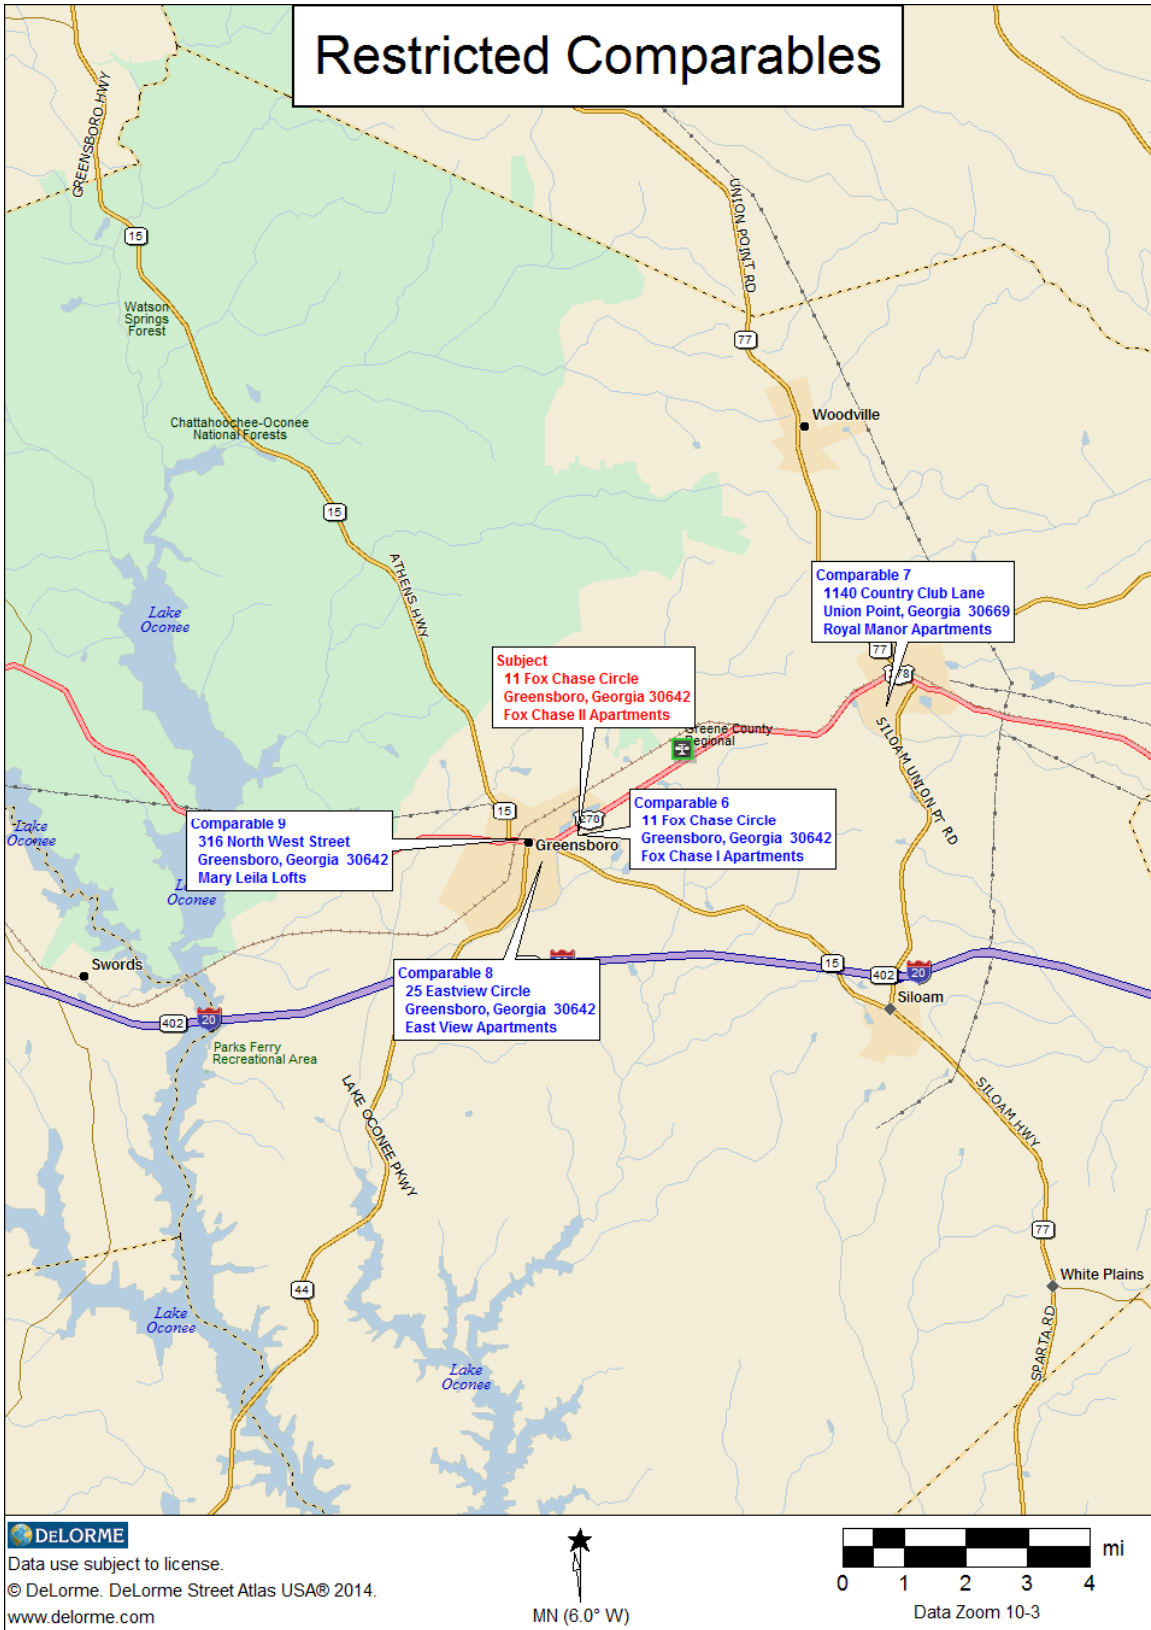 Restricted Comparables
GREENSBORO HWY
15
UNION POINT RD
Watson
Springs
Forest
77
Chattahoochee-Oconee
National Forests
Woodville
15
ATHENS HWY
Comparable 7
1140 Country Club Lane
Union Point, Georgia 30669
Royal Manor Apartments
Lake
Oconee
77
278
Subject
11 Fox Chase Circle
Greensboro, Georgia 30642
Fox Chase II Apartments
Greene County
Regional
SILOAM UNION PT RD
15
278
Comparable 6
11 Fox Chase Circle
Greensboro, Georgia 30642
Fox Chase I Apartments
Comparable 9
316 North West Street
Greensboro, Georgia 30642
Mary Leila Lofts
Lake
Oconee
Greensboro
Oconee
Swords
Comparable 8
25 Eastview Circle
Greensboro, Georgia 30642
East View Apartments
15
402
20
Siloam
402
20
Parks Ferry
Recreational Area
LAKE OCONEE PKWY
SILOAM HWY
77
44
White Plains
Lake
Oconee
SPARTA RD
Lake
Oconee
DELORME
Data use subject to license.
© DeLorme. DeLorme Street Atlas USA® 2014.
www.delorme.com
MN (6.0° W)
mi
0 1 2 3 4
Data Zoom 10-3